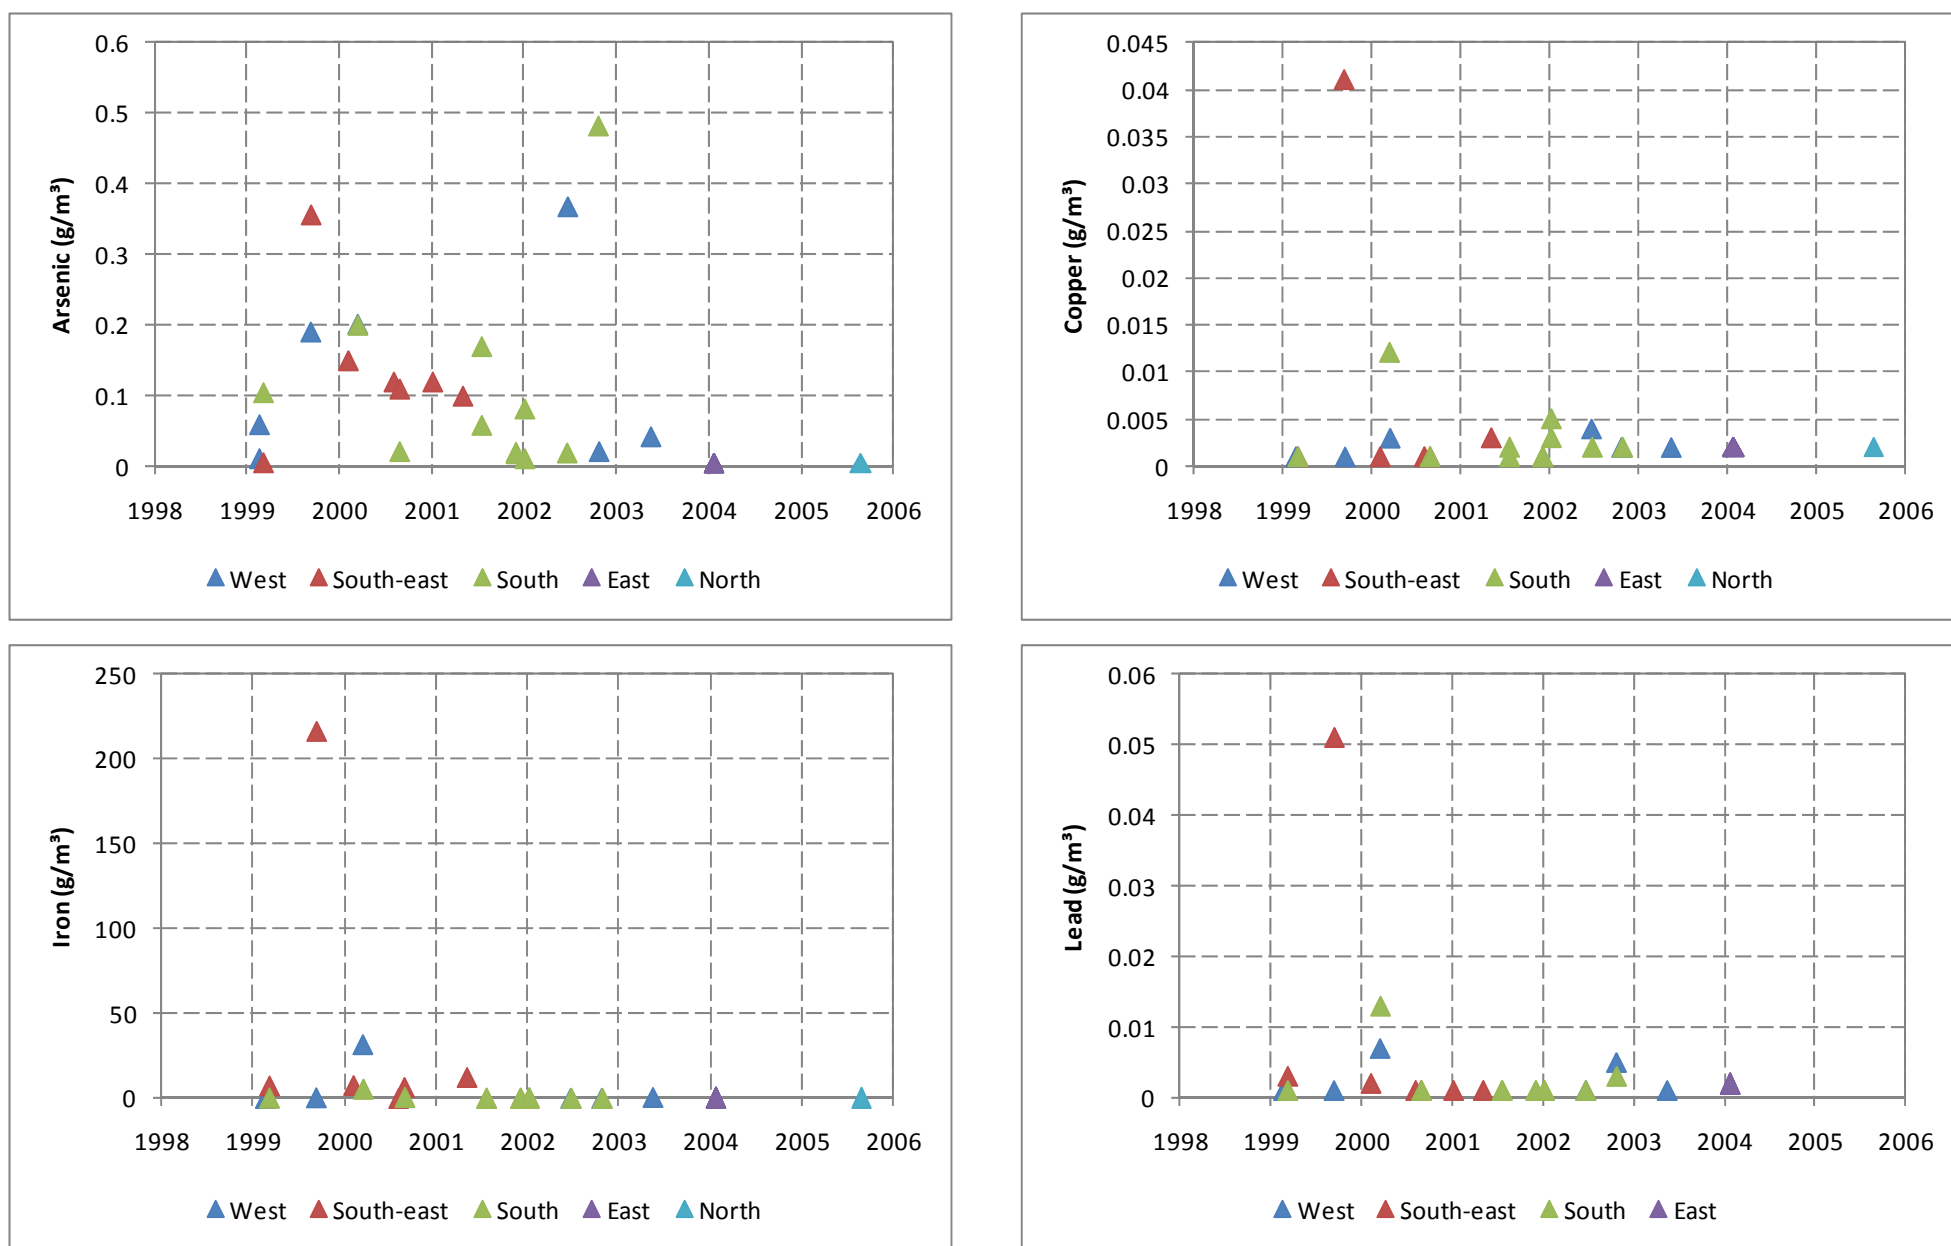 0.6
0.5
0.4
0.3
0.2
0.1
0
Arsenic (g/m³)
1998 1999 2000 2001 2002 2003 2004 2005 2006
West South-east South East North
0.045
0.04
0.035
0.03
0.025
0.02
0.015
0.01
0.005
0
Copper (g/m³)
1998 1999 2000 2001 2002 2003 2004 2005 2006
West South-east South East North
250
200
150
100
50
0
Iron (g/m³)
1998 1999 2000 2001 2002 2003 2004 2005 2006
West South-east South East North
0.06
0.05
0.04
0.03
0.02
0.01
0
Lead (g/m³)
1998 1999 2000 2001 2002 2003 2004 2005 2006
West South-east South East